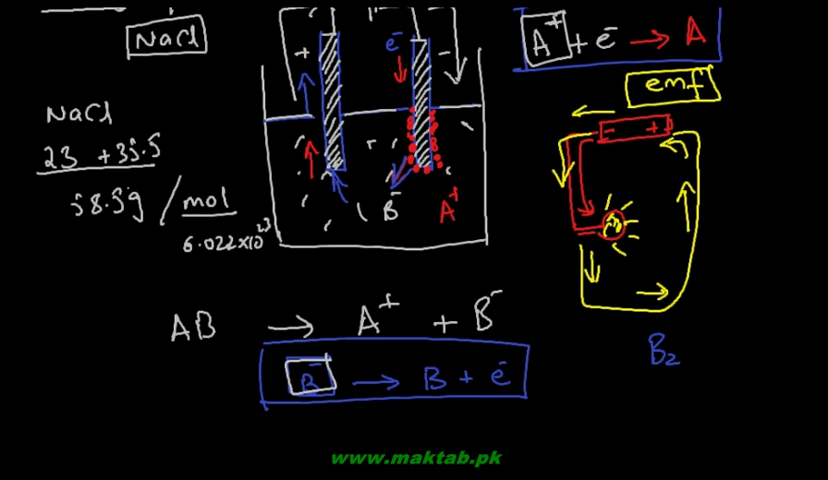 NaCl
A⁺ + e⁻ → A
+
e⁻
-
emf
NaCl
- +
23 + 35.5
58.5g / mol
6.022×10²³
B⁻
A⁺
AB → A⁺ + B⁻
B₂
B⁻ → B + e⁻
www.maktab.pk